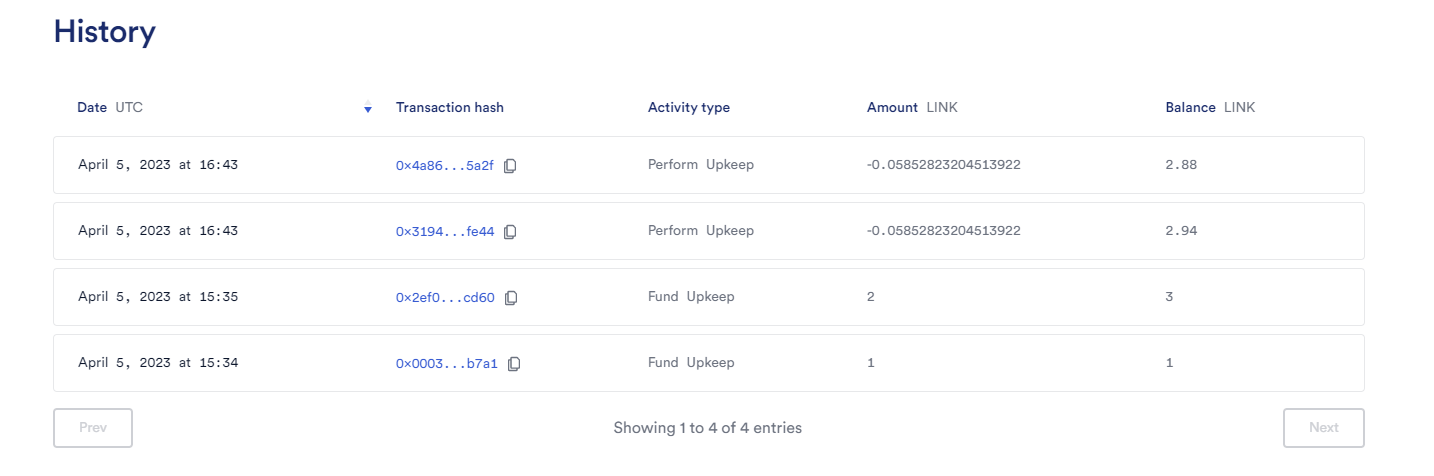 History
Date UTC Transaction hash Activity type Amount LINK Balance LINK
April 5, 2023 at 16:43 0x4a86...5a2f Perform Upkeep -0.05852823204513922 2.88
April 5, 2023 at 16:43 0x3194...fe44 Perform Upkeep -0.05852823204513922 2.94
April 5, 2023 at 15:35 0x2ef0...cd60 Fund Upkeep 2 3
April 5, 2023 at 15:34 0x0003...b7a1 Fund Upkeep 1 1
Prev Showing 1 to 4 of 4 entries Next